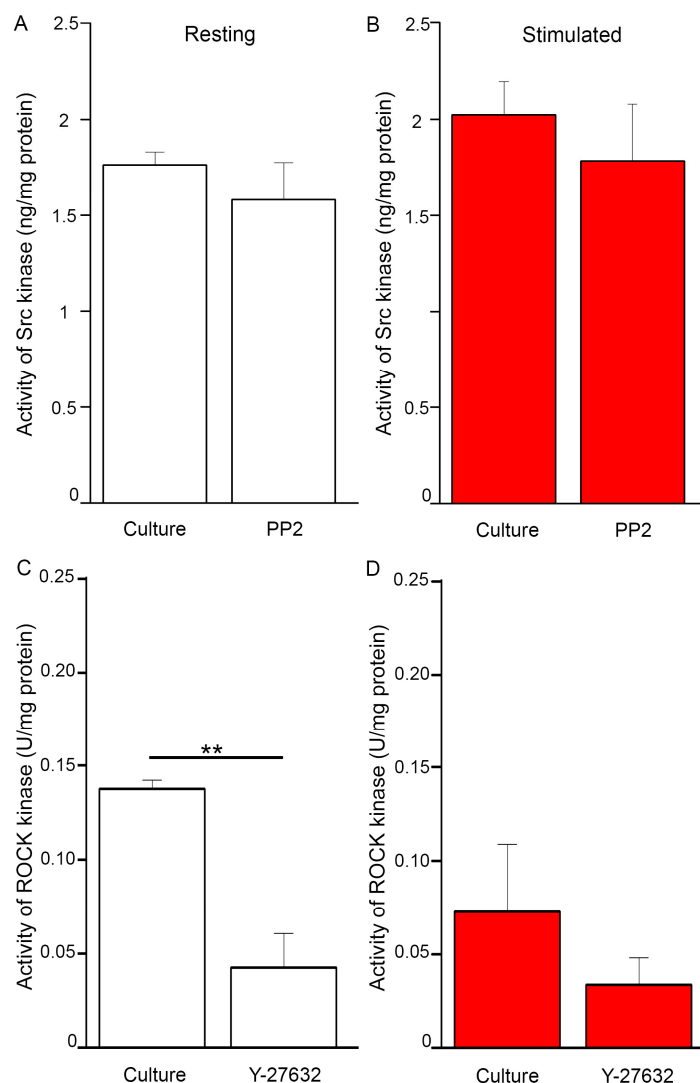 A
Resting
Activity of Src kinase (ng/mg protein)
2.5
2
1.5
1
0.5
0
Culture
PP2
B
Stimulated
Activity of Src kinase (ng/mg protein)
2.5
2
1.5
0.5
0
Culture
PP2
C
Activity of ROCK kinase (U/mg protein)
0.25
0.20
0.15
0.10
0.05
0
**
Culture
Y-27632
D
Activity of ROCK kinase (U/mg protein)
0.25
0.20
0.15
0.10
0.05
0
Culture
Y-27632